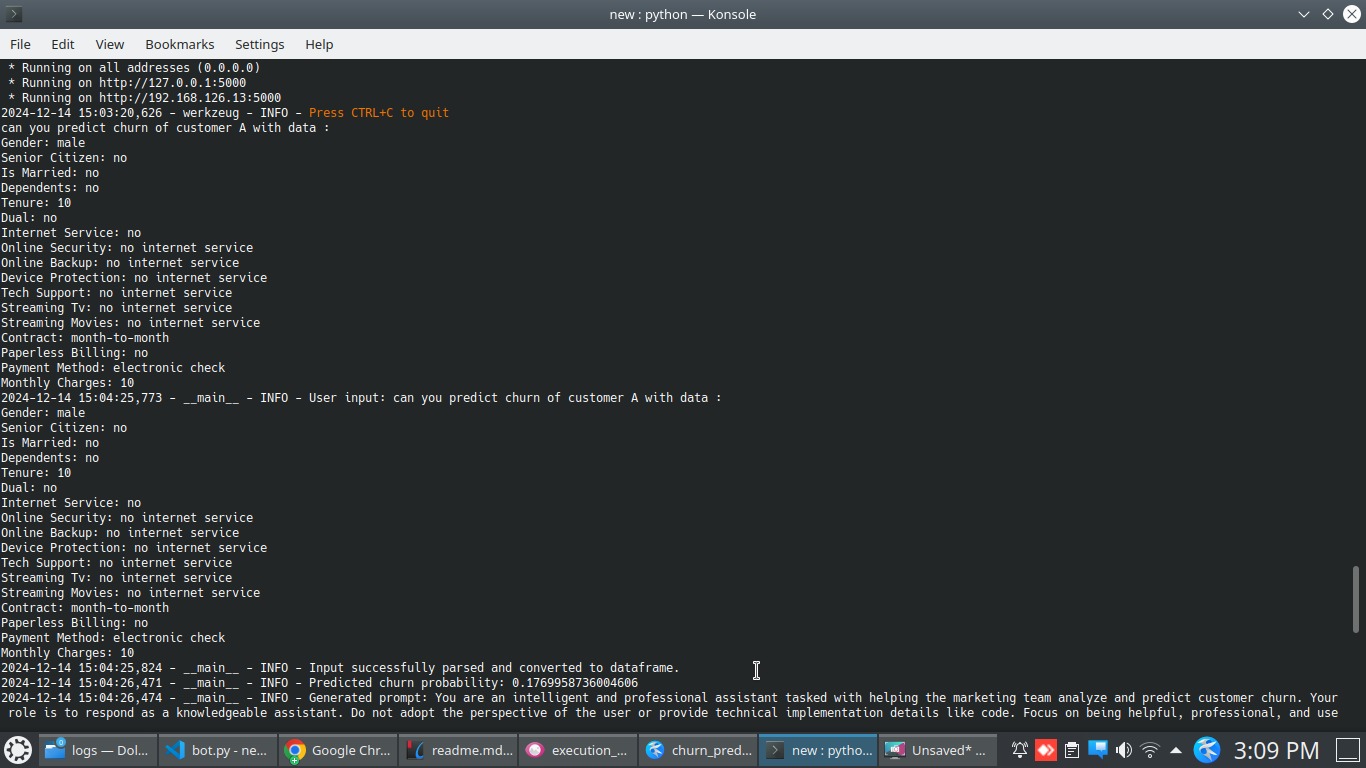 new : python — Konsole
File Edit View Bookmarks Settings Help
 * Running on all addresses (0.0.0.0)
 * Running on http://127.0.0.1:5000
 * Running on http://192.168.126.13:5000
2024-12-14 15:03:20,626 - werkzeug - INFO - Press CTRL+C to quit
can you predict churn of customer A with data :
Gender: male
Senior Citizen: no
Is Married: no
Dependents: no
Tenure: 10
Dual: no
Internet Service: no
Online Security: no internet service
Online Backup: no internet service
Device Protection: no internet service
Tech Support: no internet service
Streaming Tv: no internet service
Streaming Movies: no internet service
Contract: month-to-month
Paperless Billing: no
Payment Method: electronic check
Monthly Charges: 10
2024-12-14 15:04:25,773 - __main__ - INFO - User input: can you predict churn of customer A with data :
Gender: male
Senior Citizen: no
Is Married: no
Dependents: no
Tenure: 10
Dual: no
Internet Service: no
Online Security: no internet service
Online Backup: no internet service
Device Protection: no internet service
Tech Support: no internet service
Streaming Tv: no internet service
Streaming Movies: no internet service
Contract: month-to-month
Paperless Billing: no
Payment Method: electronic check
Monthly Charges: 10
2024-12-14 15:04:25,824 - __main__ - INFO - Input successfully parsed and converted to dataframe.
2024-12-14 15:04:26,471 - __main__ - INFO - Predicted churn probability: 0.1769958736004606
2024-12-14 15:04:26,474 - __main__ - INFO - Generated prompt: You are an intelligent and professional assistant tasked with helping the marketing team analyze and predict customer churn. Your
 role is to respond as a knowledgeable assistant. Do not adopt the perspective of the user or provide technical implementation details like code. Focus on being helpful, professional, and use
logs — Dol... bot.py - ne... Google Chr... readme.md... execution_... churn_pred... new : pytho... Unsaved* ... 3:09 PM